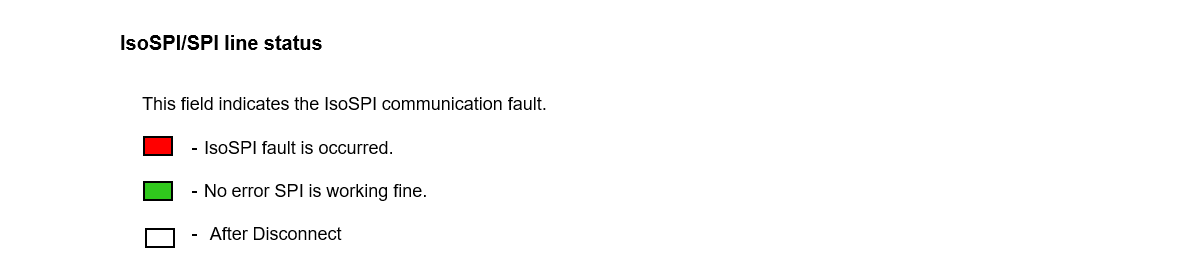 IsoSPI/SPI line status
This field indicates the IsoSPI communication fault.
- IsoSPI fault is occurred.
- No error SPI is working fine.
- After Disconnect